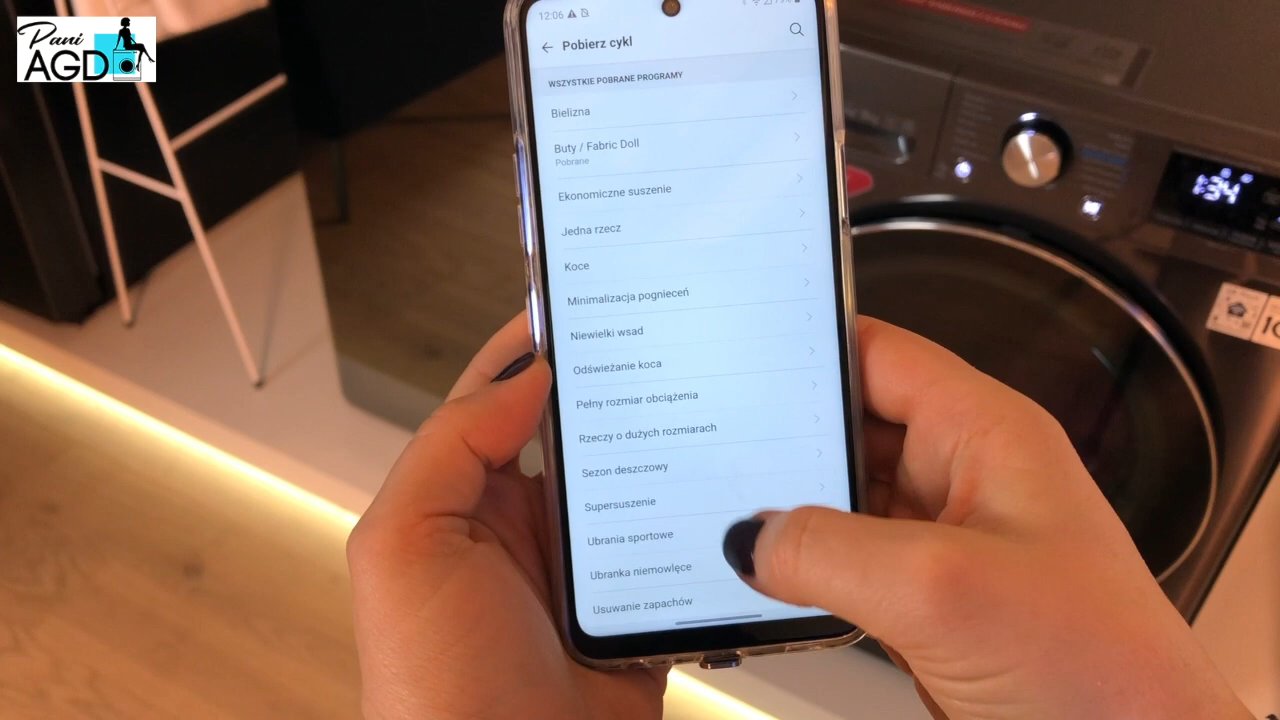 Pani
AGD
12:06
Pobierz cykl
WSZYSTKIE POBRANE PROGRAMY
Bielizna
Buty / Fabric Doll
Pobrane
Ekonomiczne suszenie
Jedna rzecz
Koce
Minimalizacja pognieceń
Niewielki wsad
Odświeżanie koca
Pełny rozmiar obciążenia
Rzeczy o dużych rozmiarach
Sezon deszczowy
Supersuszenie
Ubrania sportowe
Ubranka niemowlęce
Usuwanie zapachów
1:34